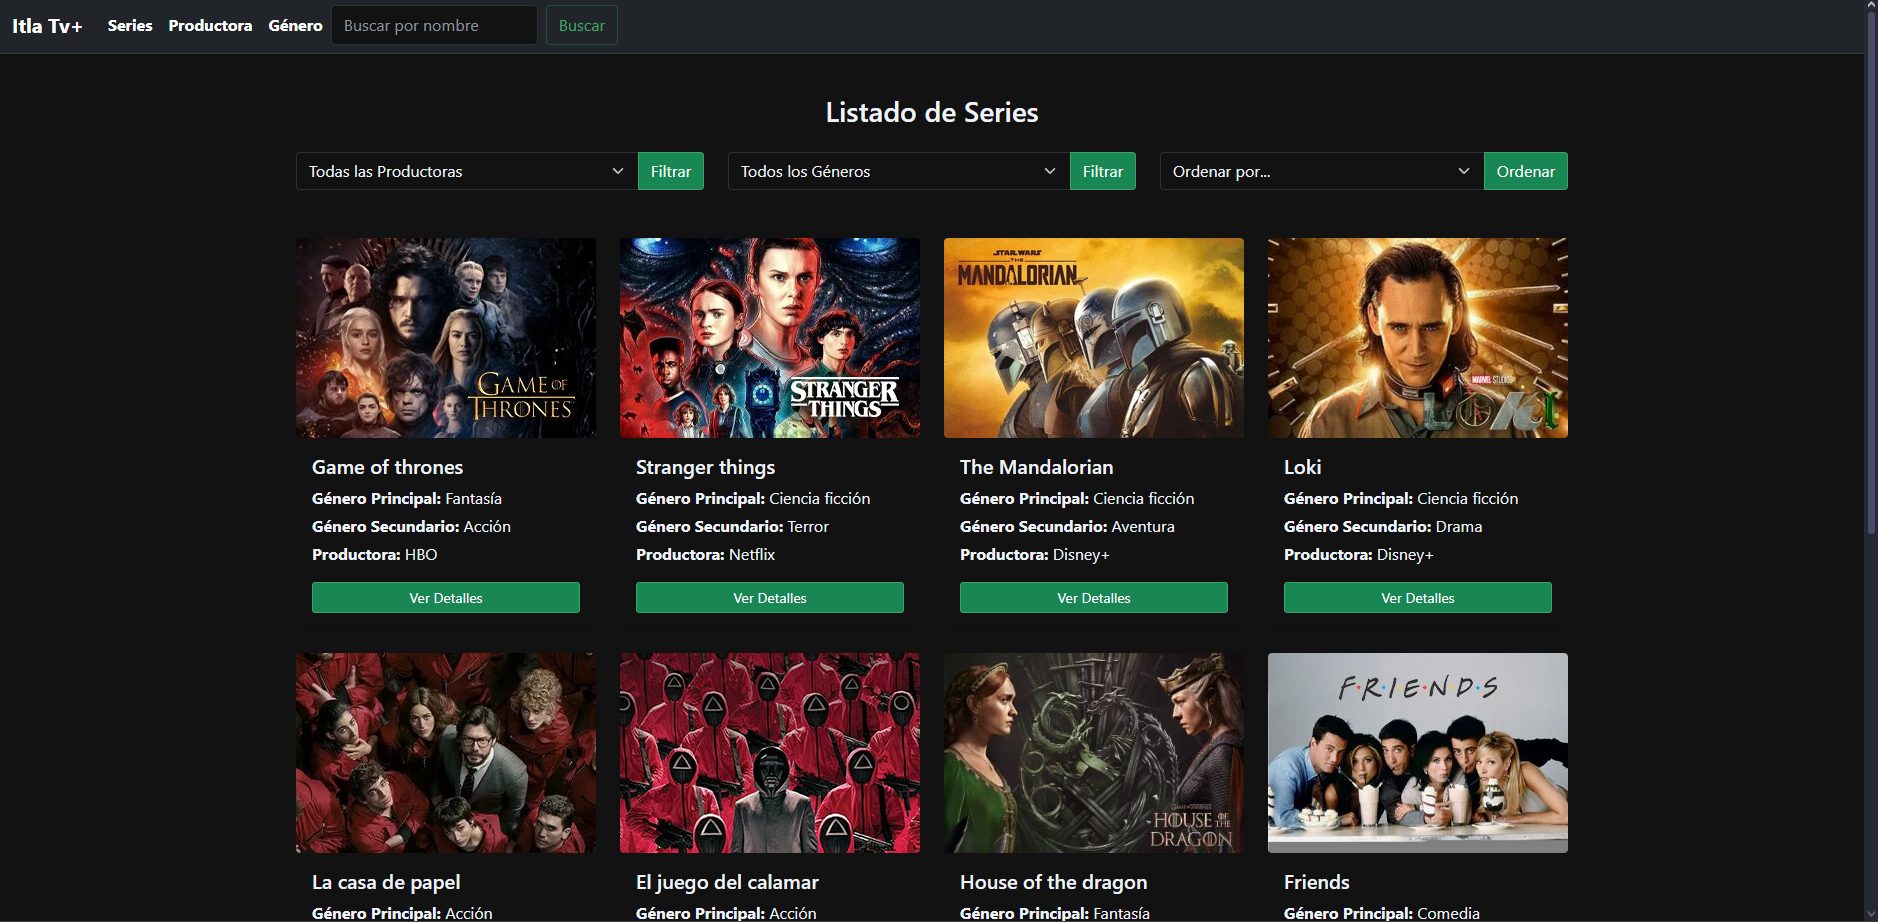 Itla Tv+ Series Productora Género Buscar por nombre Buscar
Listado de Series
Todas las Productoras Filtrar Todos los Géneros Filtrar Ordenar por... Ordenar
GAME OF THRONES
STRANGER THINGS
STAR WARS
THE
MANDALORIAN
MARVEL STUDIOS
LOKI
Game of thrones
Género Principal: Fantasía
Género Secundario: Acción
Productora: HBO
Ver Detalles
Stranger things
Género Principal: Ciencia ficción
Género Secundario: Terror
Productora: Netflix
Ver Detalles
The Mandalorian
Género Principal: Ciencia ficción
Género Secundario: Aventura
Productora: Disney+
Ver Detalles
Loki
Género Principal: Ciencia ficción
Género Secundario: Drama
Productora: Disney+
Ver Detalles
GAME OF THRONES
HOUSE OF THE
DRAGON
F·R·I·E·N·D·S
La casa de papel
Género Principal: Acción
El juego del calamar
Género Principal: Acción
House of the dragon
Género Principal: Fantasía
Friends
Género Principal: Comedia